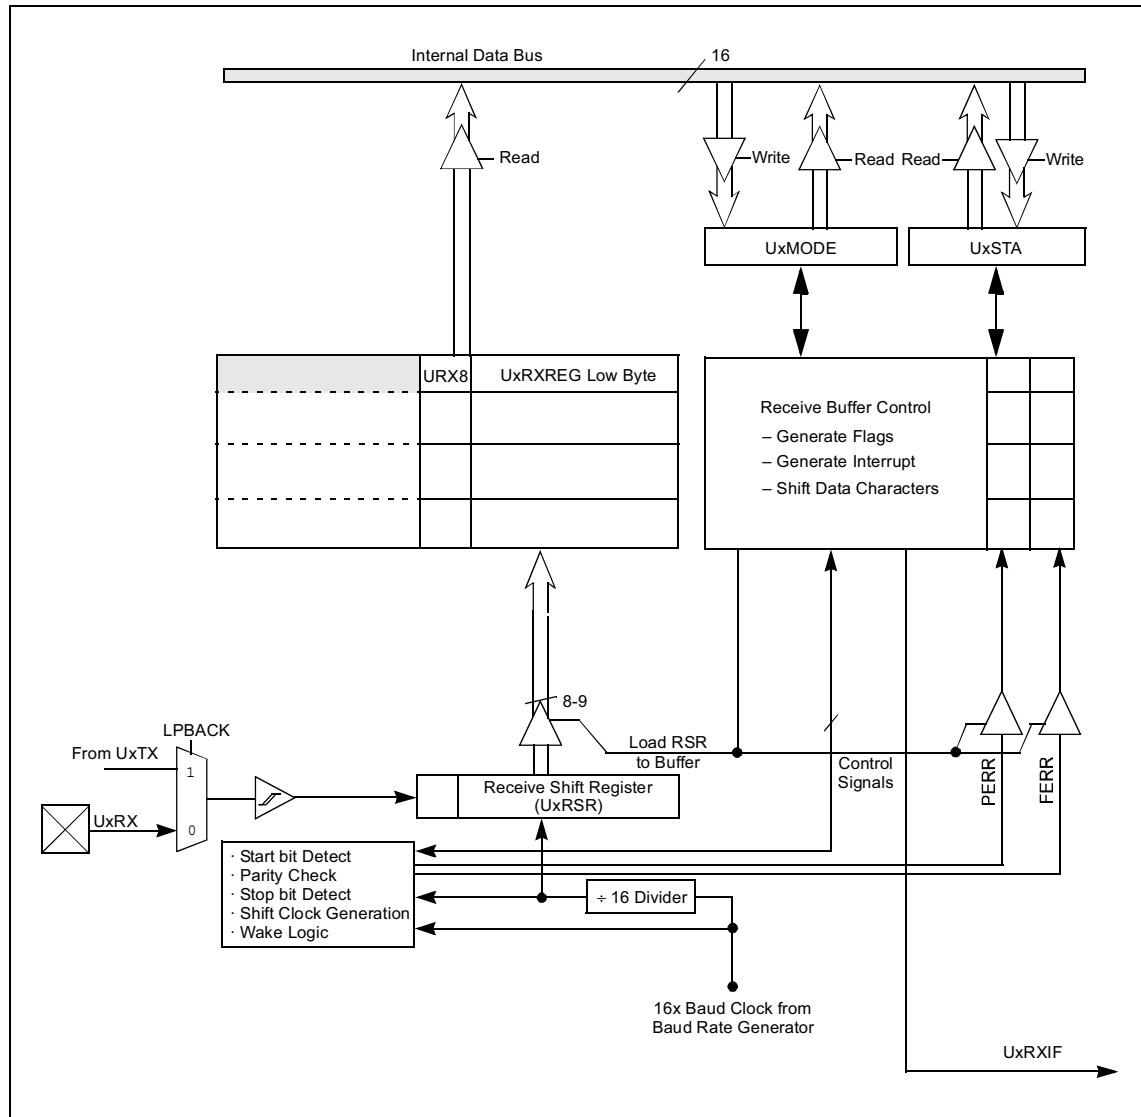 Internal Data Bus
16
Read
Write
Read
Read
Write
UxMODE
UxSTA
URX8
UxRXREG Low Byte
Receive Buffer Control
– Generate Flags
– Generate Interrupt
– Shift Data Characters
8-9
LPBACK
From UxTX
1
Load RSR
to Buffer
Control
Signals
PERR
FERR
Receive Shift Register
(UxRSR)
UxRX
0
· Start bit Detect
· Parity Check
· Stop bit Detect
· Shift Clock Generation
· Wake Logic
÷ 16 Divider
16x Baud Clock from
Baud Rate Generator
UxRXIF